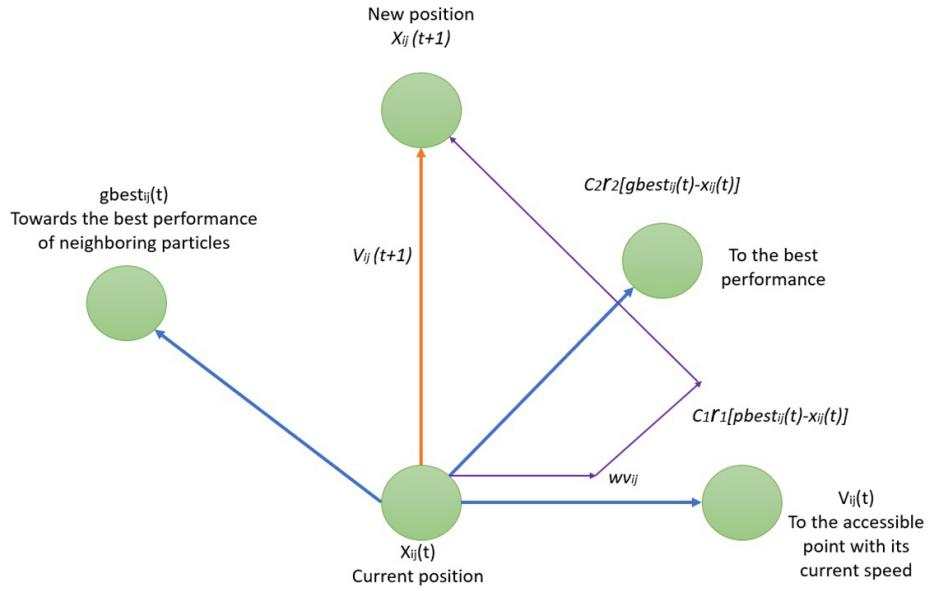 New position
Xij (t+1)
gbestij(t)
Towards the best performance
of neighboring particles
C2r2[gbestij(t)-xij(t)]
Vij (t+1)
To the best
performance
C1r1[pbestij(t)-xij(t)]
wvij
Vij(t)
To the accessible
point with its
current speed
Xij(t)
Current position